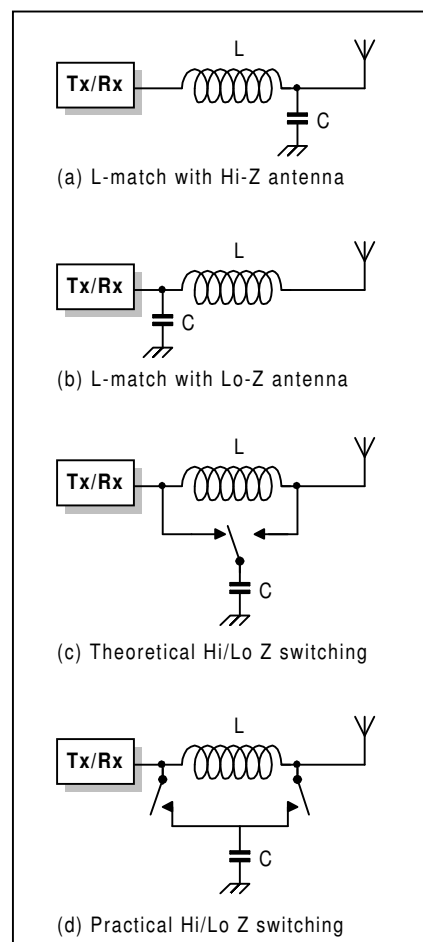 L
Tx/Rx
C
(a) L-match with Hi-Z antenna
L
Tx/Rx
C
(b) L-match with Lo-Z antenna
L
Tx/Rx
C
(c) Theoretical Hi/Lo Z switching
L
Tx/Rx
C
(d) Practical Hi/Lo Z switching